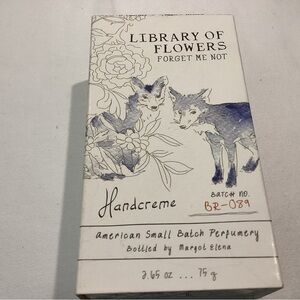 LIBRARY OF
FLOWERS
FORGET ME NOT
Handcreme
BATCH NO.
BR-089
American Small Batch Perfumery
Bottled by Margot Elena
2.65 oz ... 75 g